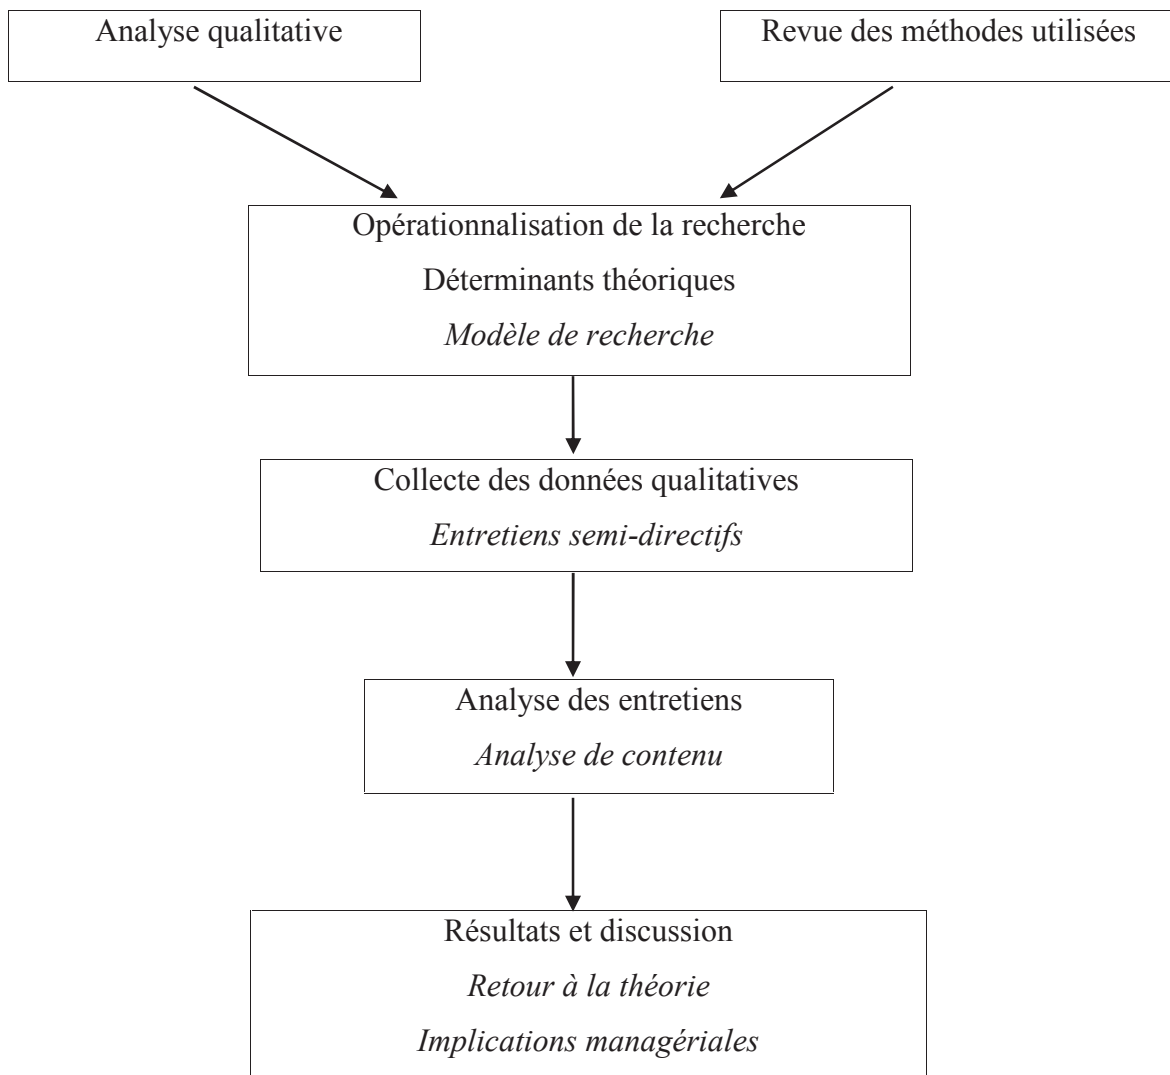 Analyse qualitative
Revue des méthodes utilisées
Opérationnalisation de la recherche
Déterminants théoriques
Modèle de recherche
Collecte des données qualitatives
Entretiens semi-directifs
Analyse des entretiens
Analyse de contenu
Résultats et discussion
Retour à la théorie
Implications managériales